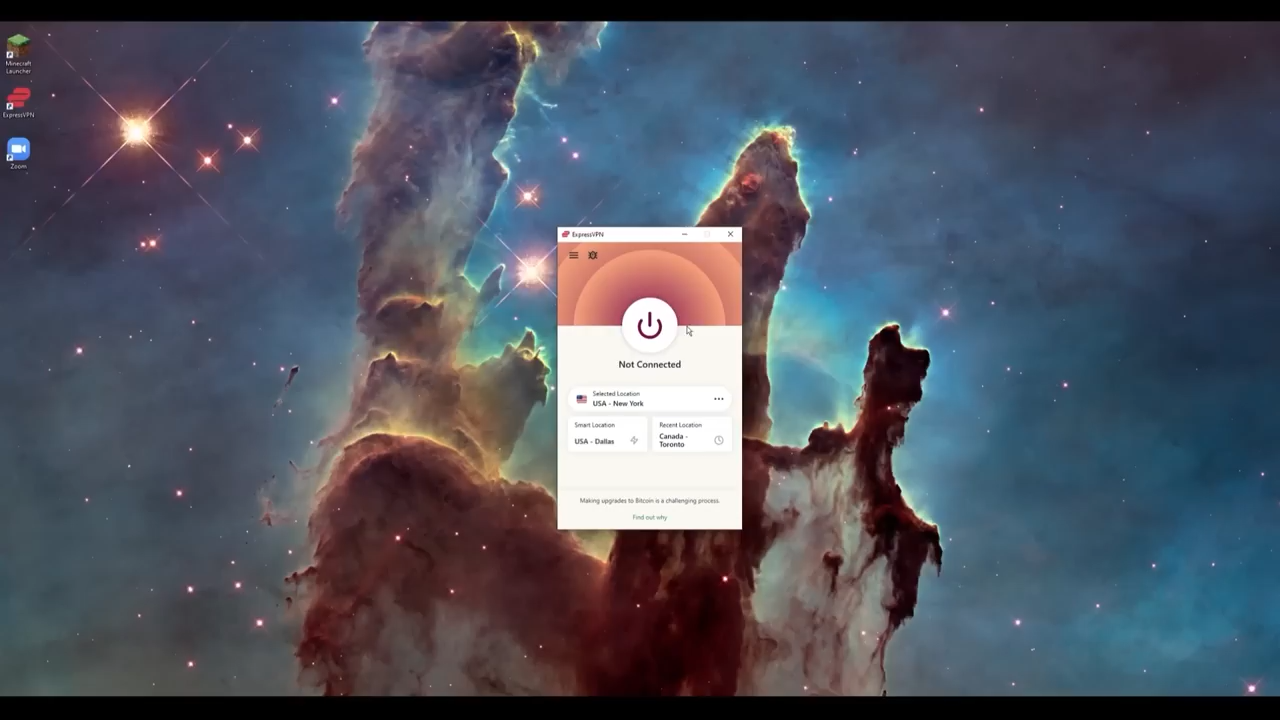 Minecraft
Launcher
ExpressVPN
Zoom
ExpressVPN
Not Connected
Selected Location
USA - New York
Smart Location
USA - Dallas
Recent Location
Canada -
Toronto
Making upgrades to Bitcoin is a challenging process.
Find out why